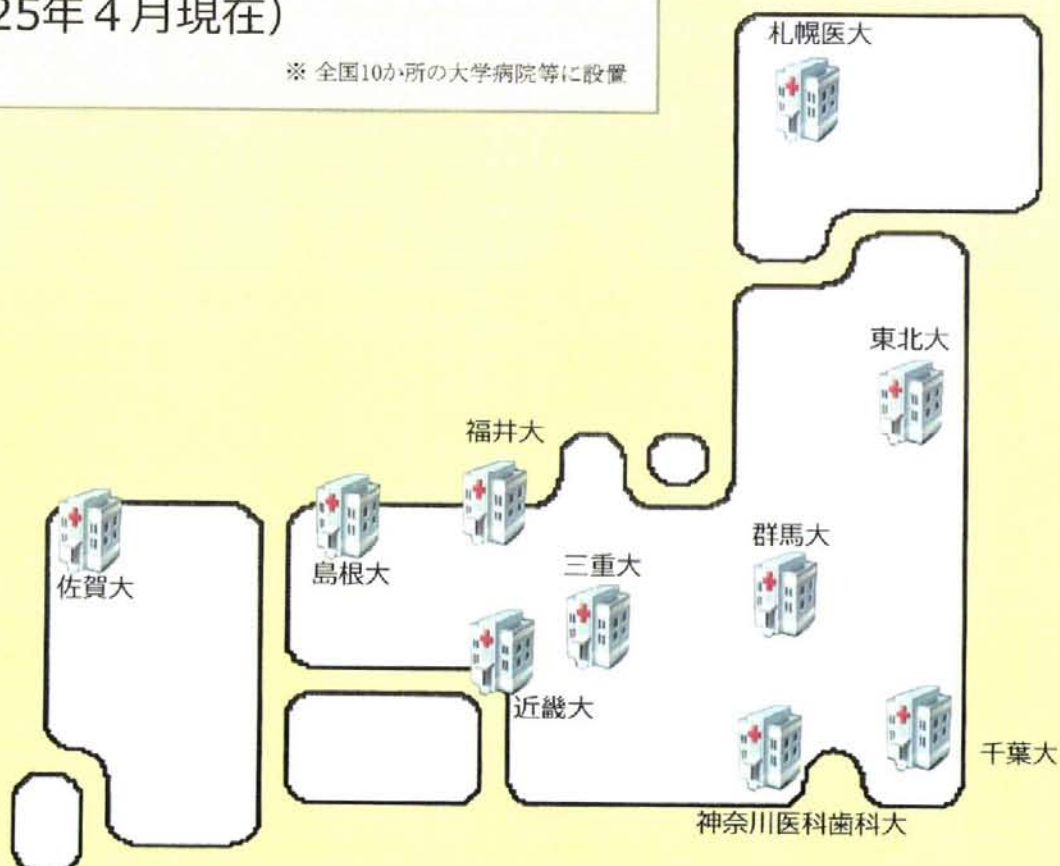 25年4月現在）
※ 全国10か所の大学病院等に設置
札幌医大
東北大
福井大
群馬大
三重大
島根大
佐賀大
近畿大
千葉大
神奈川医科歯科大